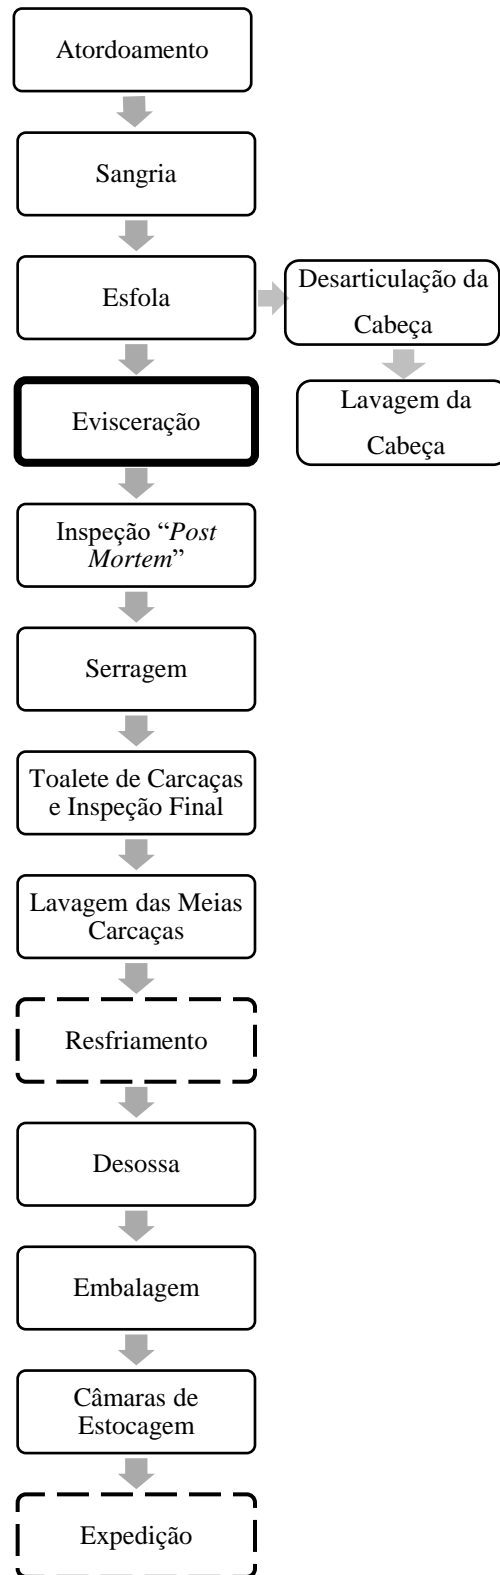 Atordoamento
Sangria
Esfola
Desarticulação da
Cabeça
Lavagem da
Cabeça
Evisceração
Inspeção “Post
Mortem”
Serragem
Toalete de Carcaças
e Inspeção Final
Lavagem das Meias
Carcaças
Resfriamento
Desossa
Embalagem
Câmaras de
Estocagem
Expedição